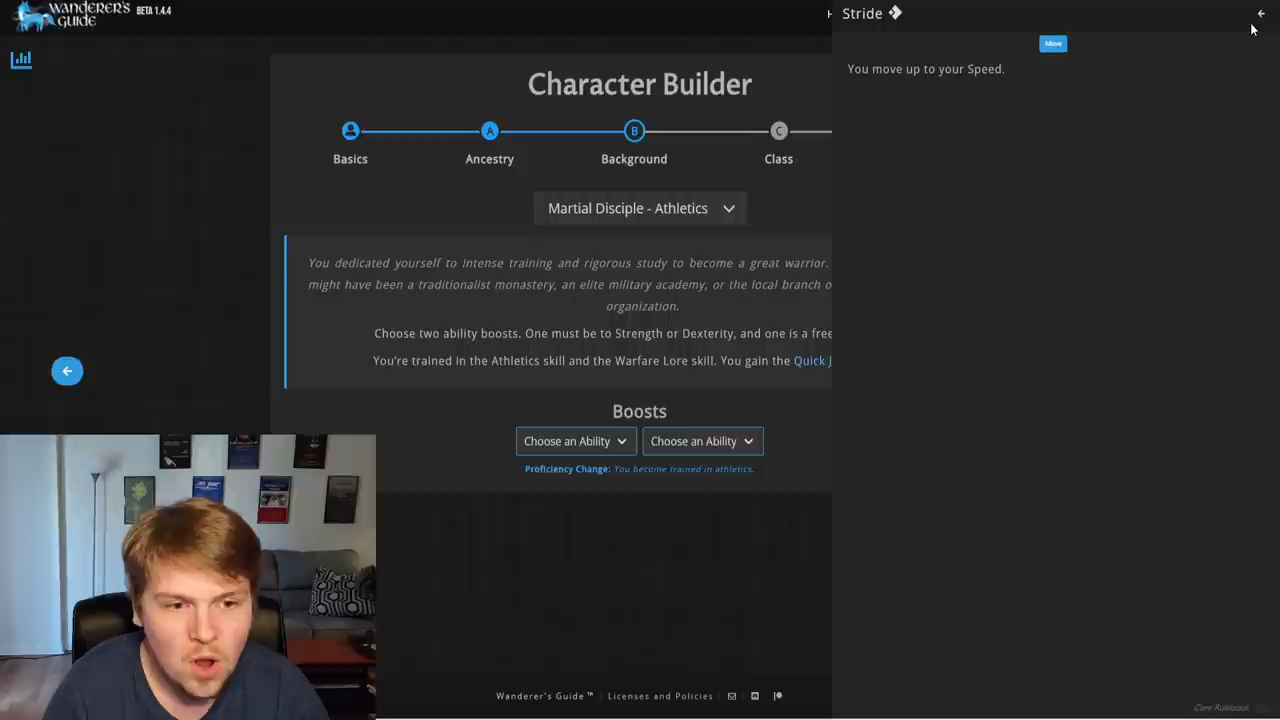 WANDERER'S
GUIDE
BETA 1.4.4
Stride
Move
You move up to your Speed.
Character Builder
A
B
C
Basics
Ancestry
Background
Class
Martial Disciple - Athletics
You dedicated yourself to intense training and rigorous study to become a great warrior.
might have been a traditionalist monastery, an elite military academy, or the local branch o
organization.
Choose two ability boosts. One must be to Strength or Dexterity, and one is a free
You're trained in the Athletics skill and the Warfare Lore skill. You gain the Quick J
Boosts
Choose an Ability
Choose an Ability
Proficiency Change: You become trained in athletics.
Wanderer's Guide ™ | Licenses and Policies
Core Rulebook